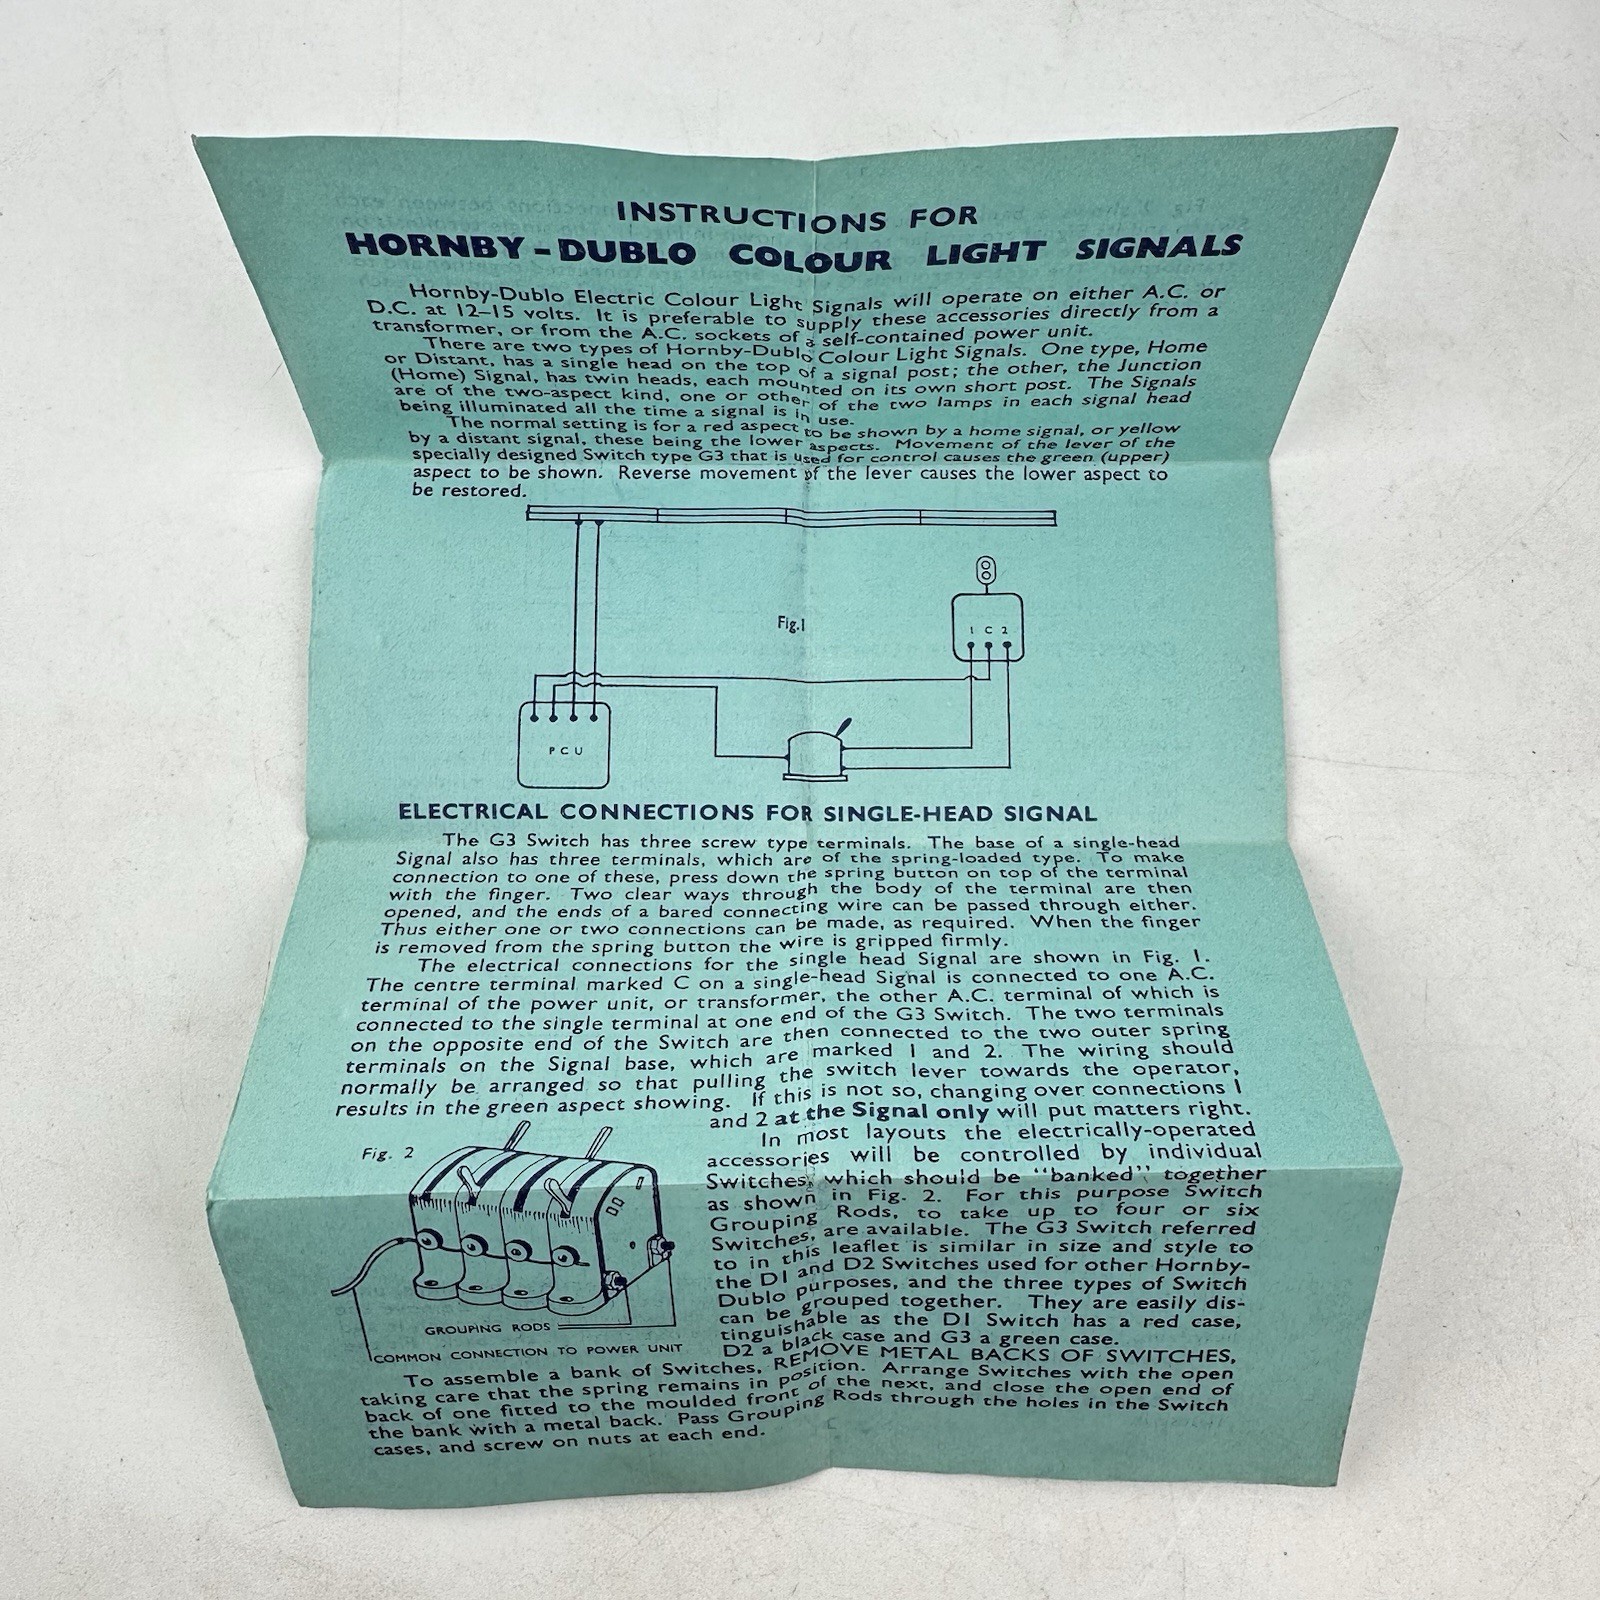 INSTRUCTIONS FOR
HORNBY-DUBLO COLOUR LIGHT SIGNALS
Hornby-Dublo Electric Colour Light Signals will operate on either A.C. or
D.C. at 12–15 volts. It is preferable to supply these accessories directly from a
transformer, or from the A.C. sockets of a self-contained power unit.
There are two types of Hornby-Dublo Colour Light Signals. One type, Home
or Distant, has a single head on the top of a signal post; the other, the Junction
(Home) Signal, has twin heads, each mounted on its own short post. The Signals
are of the two-aspect kind, one or other of the two lamps in each signal head
being illuminated all the time a signal is in use.
The normal setting is for a red aspect to be shown by a home signal, or yellow
by a distant signal, these being the lower aspects. Movement of the lever of the
specially designed Switch type G3 that is used for control causes the green (upper)
aspect to be shown. Reverse movement of the lever causes the lower aspect to
be restored.
Fig.1
1 C 2
PCU
ELECTRICAL CONNECTIONS FOR SINGLE-HEAD SIGNAL
The G3 Switch has three screw type terminals. The base of a single-head
Signal also has three terminals, which are of the spring-loaded type. To make
connection to one of these, press down the spring button on top of the terminal
with the finger. Two clear ways through the body of the terminal are then
opened, and the ends of a bared connecting wire can be passed through either.
Thus either one or two connections can be made, as required. When the finger
is removed from the spring button the wire is gripped firmly.
The electrical connections for the single head Signal are shown in Fig. 1.
The centre terminal marked C on a single-head Signal is connected to one A.C.
terminal of the power unit, or transformer, the other A.C. terminal of which is
connected to the single terminal at one end of the G3 Switch. The two terminals
on the opposite end of the Switch are then connected to the two outer spring
terminals on the Signal base, which are marked 1 and 2. The wiring should
normally be arranged so that pulling the switch lever towards the operator,
results in the green aspect showing. If this is not so, changing over connections 1
and 2 at the Signal only will put matters right.
In most layouts the electrically-operated
accessories will be controlled by individual
Switches, which should be "banked" together
as shown in Fig. 2. For this purpose Switch
Grouping Rods, to take up to four or six
Switches, are available. The G3 Switch referred
to in this leaflet is similar in size and style to
the D1 and D2 Switches used for other Hornby-
Dublo purposes, and the three types of Switch
can be grouped together. They are easily dis-
tinguishable as the D1 Switch has a red case,
D2 a black case and G3 a green case.
Fig. 2
GROUPING RODS
COMMON CONNECTION TO POWER UNIT
To assemble a bank of Switches, REMOVE METAL BACKS OF SWITCHES,
taking care that the spring remains in position. Arrange Switches with the open
back of one fitted to the moulded front of the next, and close the open end of
the bank with a metal back. Pass Grouping Rods through the holes in the Switch
cases, and screw on nuts at each end.